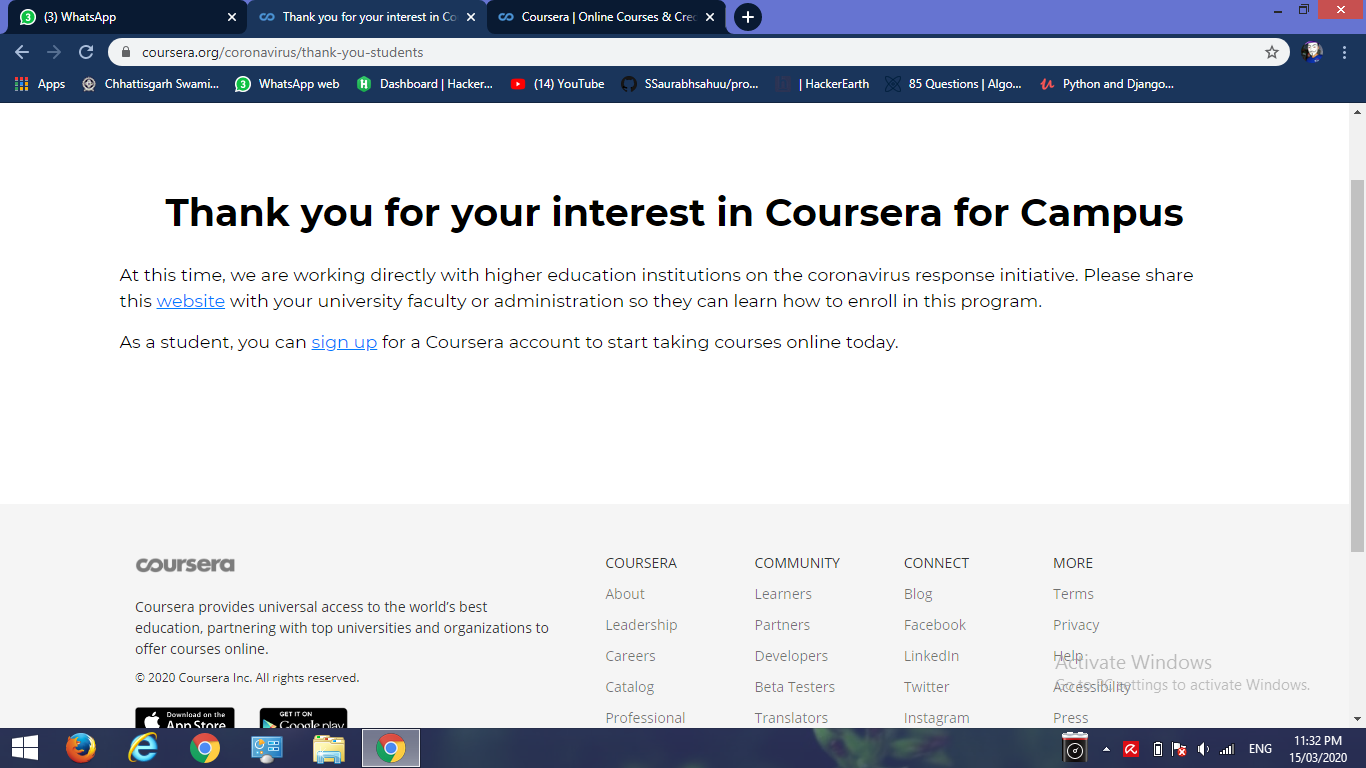 (3) WhatsApp
Thank you for your interest in Co
Coursera | Online Courses & Cre
coursera.org/coronavirus/thank-you-students
Apps
Chhattisgarh Swami...
WhatsApp web
Dashboard | Hacker...
(14) YouTube
SSaurabhsahuu/pro...
| HackerEarth
85 Questions | Algo...
Python and Django...
Thank you for your interest in Coursera for Campus
At this time, we are working directly with higher education institutions on the coronavirus response initiative. Please share
this website with your university faculty or administration so they can learn how to enroll in this program.
As a student, you can sign up for a Coursera account to start taking courses online today.
coursera
Coursera provides universal access to the world's best
education, partnering with top universities and organizations to
offer courses online.
© 2020 Coursera Inc. All rights reserved.
Download on the
App Store
GET IT ON
Google play
COURSERA
About
Leadership
Careers
Catalog
Professional
COMMUNITY
Learners
Partners
Developers
Beta Testers
Translators
CONNECT
Blog
Facebook
LinkedIn
Twitter
Instagram
MORE
Terms
Privacy
Help
Accessibility
Press
Activate Windows
Go to PC settings to activate Windows.
ENG
11:32 PM
15/03/2020